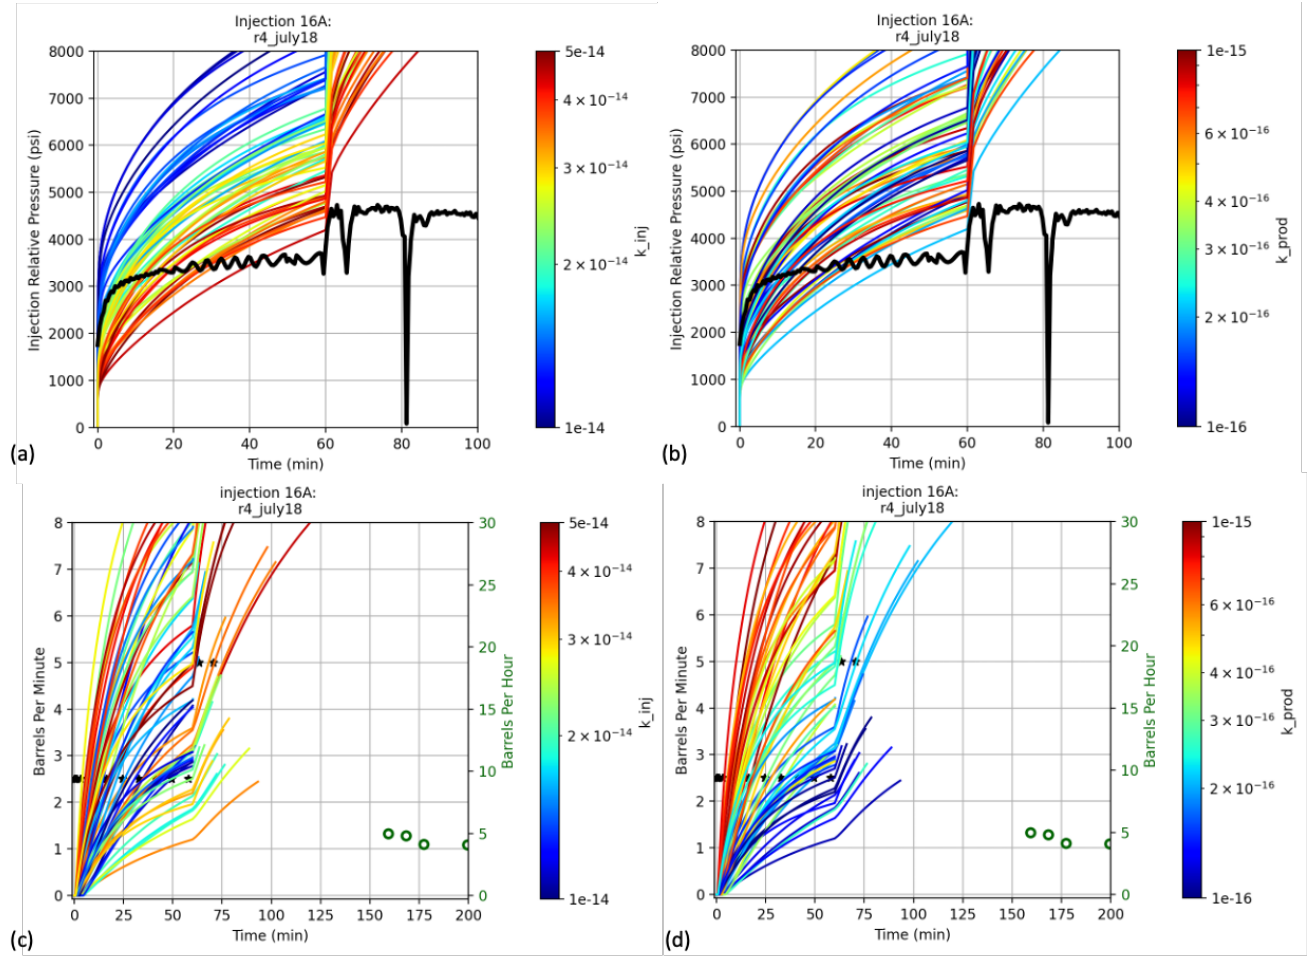 Injection 16A:
r4_july18
8000
7000
6000
5000
4000
3000
2000
1000
0
Injection Relative Pressure (psi)
0 20 40 60 80 100
Time (min)
5e-14
4 × 10⁻¹⁴
3 × 10⁻¹⁴
2 × 10⁻¹⁴
1e-14
k_inj
(a)
Injection 16A:
r4_july18
8000
7000
6000
5000
4000
3000
2000
1000
0
Injection Relative Pressure (psi)
0 20 40 60 80 100
Time (min)
1e-15
6 × 10⁻¹⁶
4 × 10⁻¹⁶
3 × 10⁻¹⁶
2 × 10⁻¹⁶
1e-16
k_prod
(b)
injection 16A:
r4_july18
8
7
6
5
4
3
2
1
0
Barrels Per Minute
0 25 50 75 100 125 150 175 200
Time (min)
30
25
20
15
10
5
0
Barrels Per Hour
5e-14
4 × 10⁻¹⁴
3 × 10⁻¹⁴
2 × 10⁻¹⁴
1e-14
k_inj
(c)
injection 16A:
r4_july18
8
7
6
5
4
3
2
1
0
Barrels Per Minute
0 25 50 75 100 125 150 175 200
Time (min)
30
25
20
15
10
5
0
Barrels Per Hour
1e-15
6 × 10⁻¹⁶
4 × 10⁻¹⁶
3 × 10⁻¹⁶
2 × 10⁻¹⁶
1e-16
k_prod
(d)